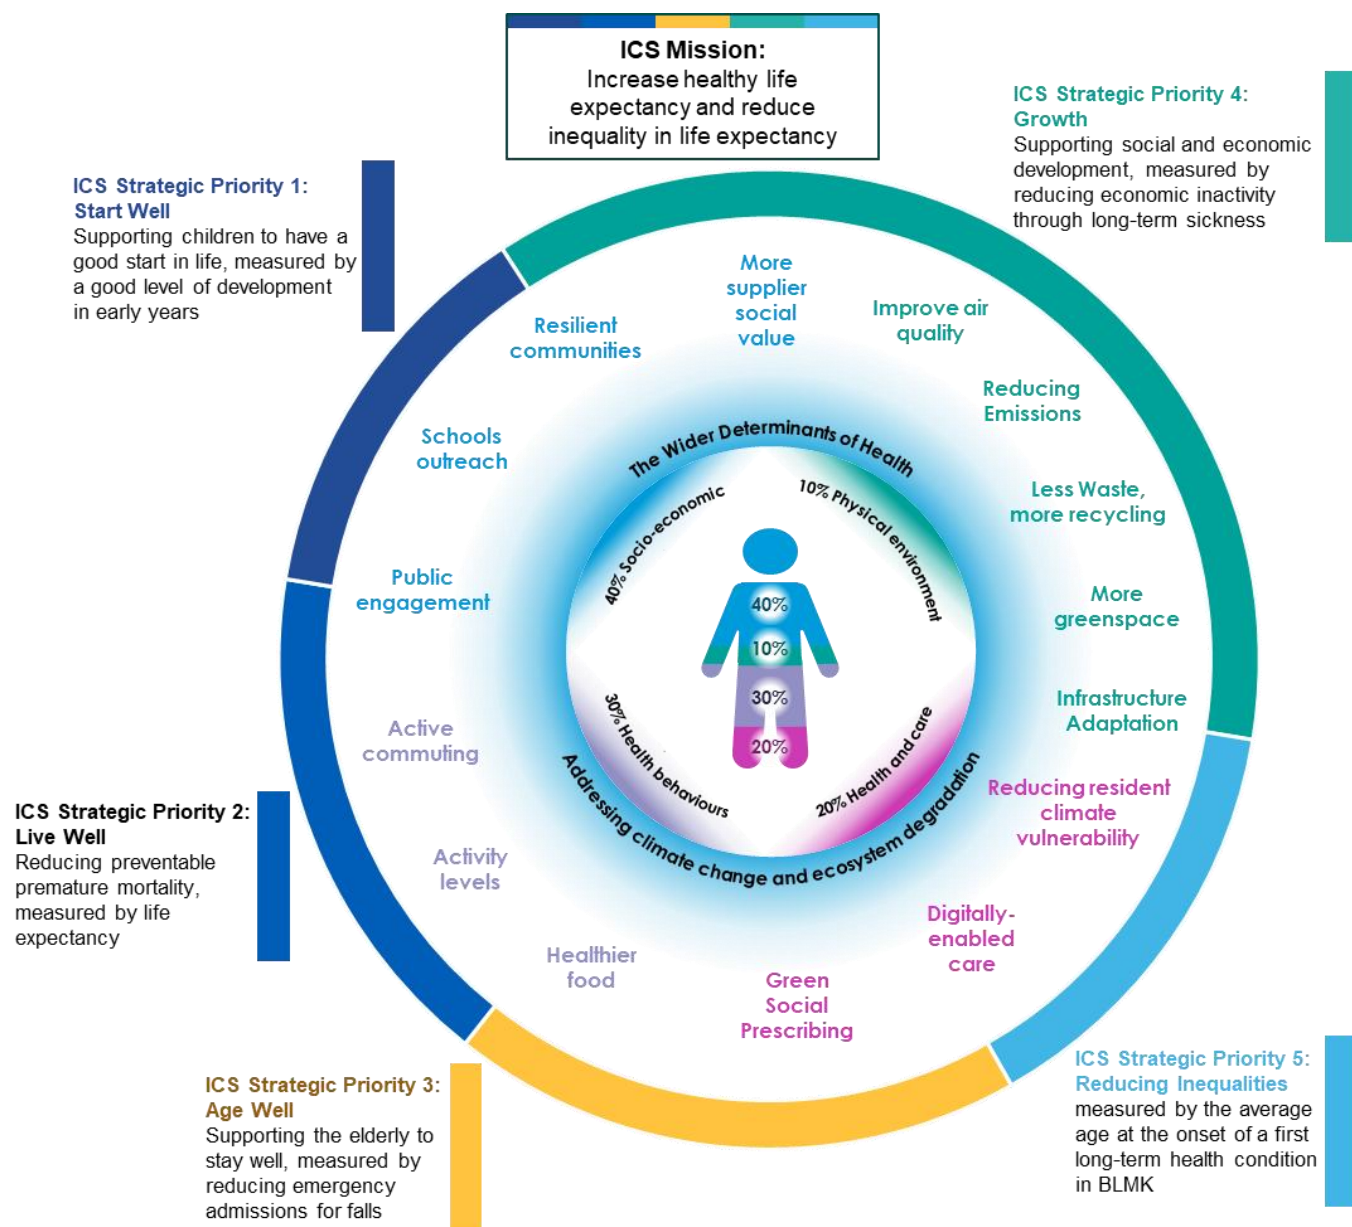 ICS Mission:
Increase healthy life
expectancy and reduce
inequality in life expectancy
ICS Strategic Priority 4:
Growth
Supporting social and economic
development, measured by
reducing economic inactivity
through long-term sickness
ICS Strategic Priority 1:
Start Well
Supporting children to have a
good start in life, measured by
a good level of development
in early years
More
supplier
social
value
Improve air
quality
Resilient
communities
Reducing
Emissions
Schools
outreach
Less Waste,
more recycling
Public
engagement
More
greenspace
Infrastructure
Adaptation
Active
commuting
Reducing resident
climate
vulnerability
Activity
levels
Digitally-
enabled
care
Healthier
food
Green
Social
Prescribing
The Wider Determinants of Health
40% Socio-economic
10% Physical environment
40%
10%
30%
20%
30% Health behaviours
20% Health and care
Addressing climate change and ecosystem degradation
ICS Strategic Priority 2:
Live Well
Reducing preventable
premature mortality,
measured by life
expectancy
ICS Strategic Priority 3:
Age Well
Supporting the elderly to
stay well, measured by
reducing emergency
admissions for falls
ICS Strategic Priority 5:
Reducing Inequalities
measured by the average
age at the onset of a first
long-term health condition
in BLMK